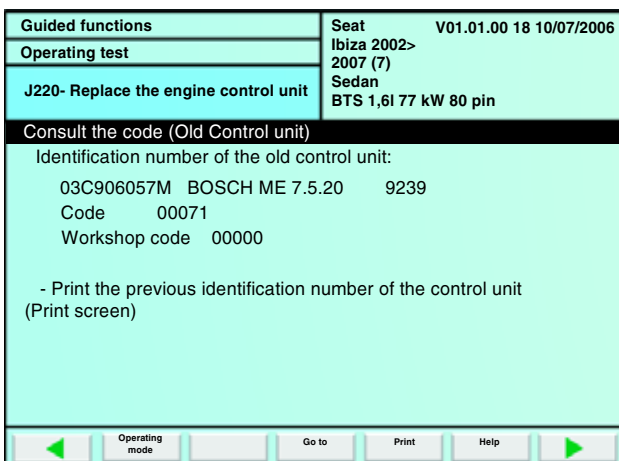 Guided functions
Operating test
J220- Replace the engine control unit
Seat V01.01.00 18 10/07/2006
Ibiza 2002>
2007 (7)
Sedan
BTS 1,6l 77 kW 80 pin
Consult the code (Old Control unit)
Identification number of the old control unit:
03C906057M BOSCH ME 7.5.20 9239
Code 00071
Workshop code 00000
- Print the previous identification number of the control unit
(Print screen)
Operating
mode
Go to
Print
Help